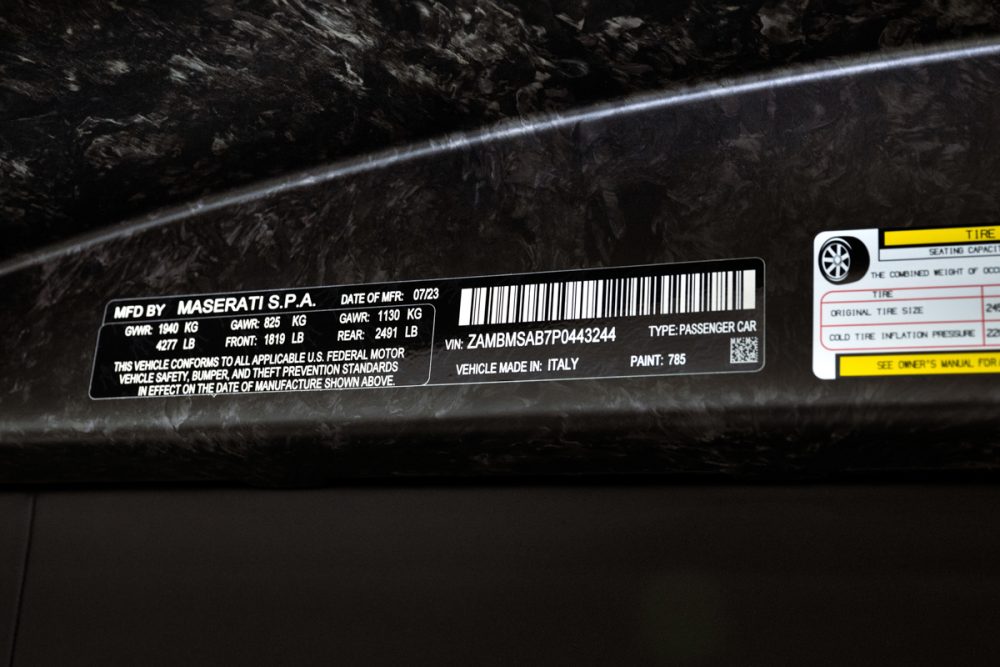 MFD BY MASERATI S.P.A. DATE OF MFR: 07/23
GVWR: 1940 KG GAWR: 825 KG GAWR: 1130 KG
4277 LB FRONT: 1819 LB REAR: 2491 LB
THIS VEHICLE CONFORMS TO ALL APPLICABLE U.S. FEDERAL MOTOR
VEHICLE SAFETY, BUMPER, AND THEFT PREVENTION STANDARDS
IN EFFECT ON THE DATE OF MANUFACTURE SHOWN ABOVE.
VIN: ZAMBMSAB7P0443244 TYPE: PASSENGER CAR
VEHICLE MADE IN: ITALY PAINT: 785
TIRE
SEATING CAPACIT
THE COMBINED WEIGHT OF OCC
TIRE
ORIGINAL TIRE SIZE 24
COLD TIRE INFLATION PRESSURE 22
SEE OWNER'S MANUAL FOR